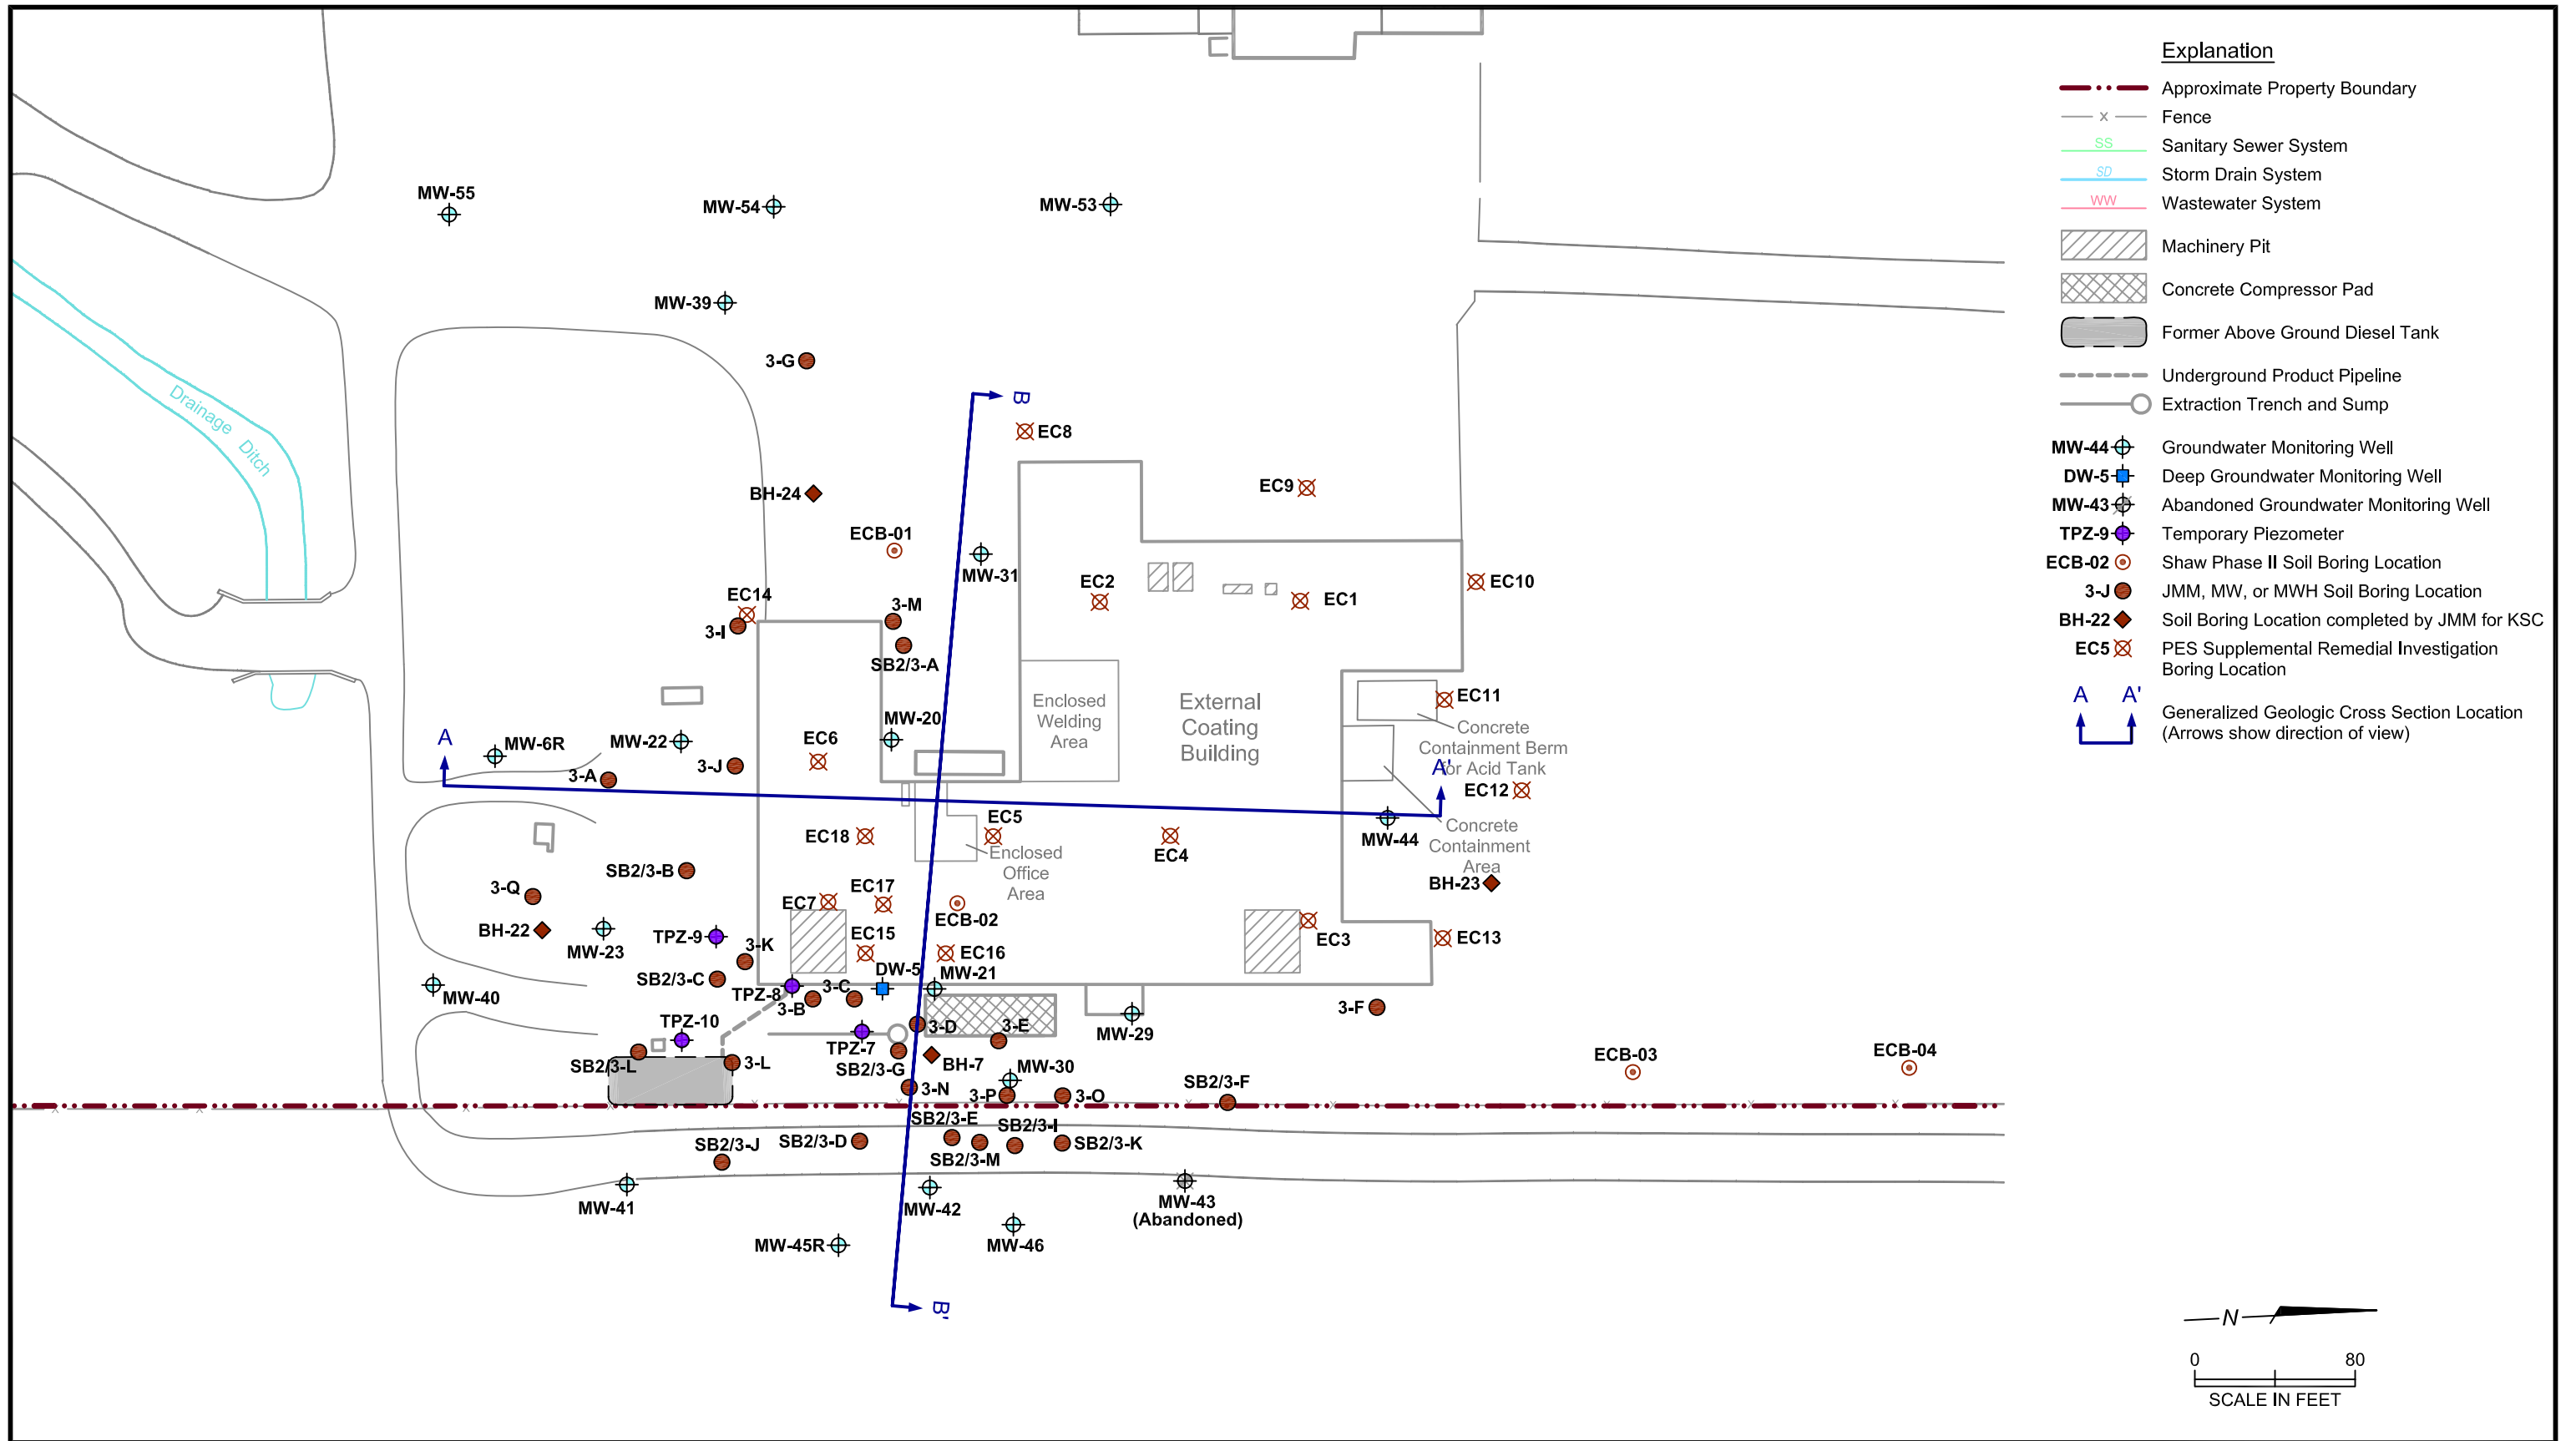 Explanation
Approximate Property Boundary
x Fence
SS Sanitary Sewer System
SD Storm Drain System
WW Wastewater System
Machinery Pit
Concrete Compressor Pad
Former Above Ground Diesel Tank
Underground Product Pipeline
Extraction Trench and Sump
MW-44 Groundwater Monitoring Well
DW-5 Deep Groundwater Monitoring Well
MW-43 Abandoned Groundwater Monitoring Well
TPZ-9 Temporary Piezometer
ECB-02 Shaw Phase II Soil Boring Location
3-J JMM, MW, or MWH Soil Boring Location
BH-22 Soil Boring Location completed by JMM for KSC
EC5 PES Supplemental Remedial Investigation
Boring Location
A A'
Generalized Geologic Cross Section Location
(Arrows show direction of view)
MW-55
MW-54
MW-53
MW-39
3-G
B
EC8
Drainage
Ditch
BH-24
EC9
ECB-01
MW-31
EC2
EC1
EC10
EC14
3-M
3-I
SB2/3-A
Enclosed
Welding
Area
External
Coating
Building
EC11
Concrete
Containment Berm
for Acid Tank
MW-20
A
MW-6R
MW-22
EC6
3-J
3-A
A'
EC12
EC18
EC5
EC4
MW-44
Concrete
Containment
Area
Enclosed
Office
Area
SB2/3-B
3-Q
EC7
EC17
ECB-02
BH-23
BH-22
MW-23
TPZ-9
3-K
EC15
EC16
EC3
EC13
SB2/3-C
DW-5
MW-21
MW-40
TPZ-8
3-B
3-C
TPZ-10
3-D
3-E
MW-29
3-F
SB2/3-L
3-L
TPZ-7
SB2/3-G
BH-7
MW-30
ECB-03
ECB-04
3-N
3-P
3-O
SB2/3-F
SB2/3-J
SB2/3-D
SB2/3-E
SB2/3-I
SB2/3-M
SB2/3-K
MW-41
MW-42
MW-43
(Abandoned)
MW-45R
MW-46
B'
N
0 80
SCALE IN FEET